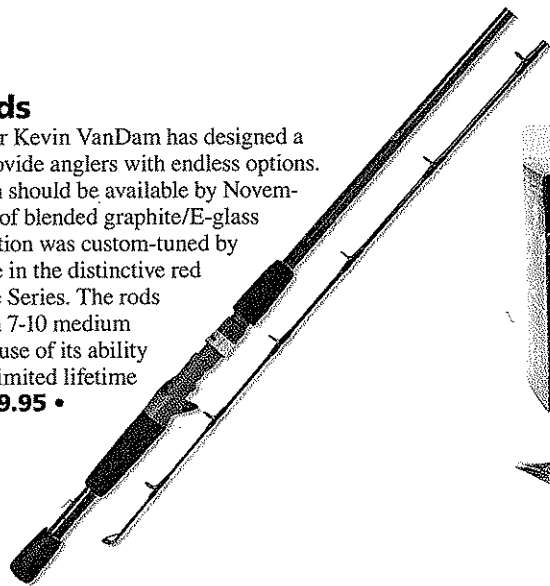 ds
r Kevin VanDam has designed a
ovide anglers with endless options.
n should be available by Novem-
of blended graphite/E-glass
tion was custom-tuned by
e in the distinctive red
e Series. The rods
n 7-10 medium
use of its ability
imited lifetime
9.95 •